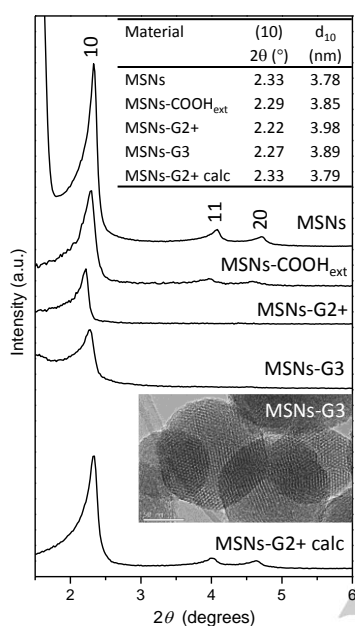 Material (10) d₁₀
2θ (°) (nm)
MSNs 2.33 3.78
MSNs-COOHₑₓₜ 2.29 3.85
MSNs-G2+ 2.22 3.98
MSNs-G3 2.27 3.89
MSNs-G2+ calc 2.33 3.79
10
11
20
MSNs
MSNs-COOHₑₓₜ
MSNs-G2+
MSNs-G3
MSNs-G3
MSNs-G2+ calc
Intensity (a.u.)
2 3 4 5 6
2θ (degrees)